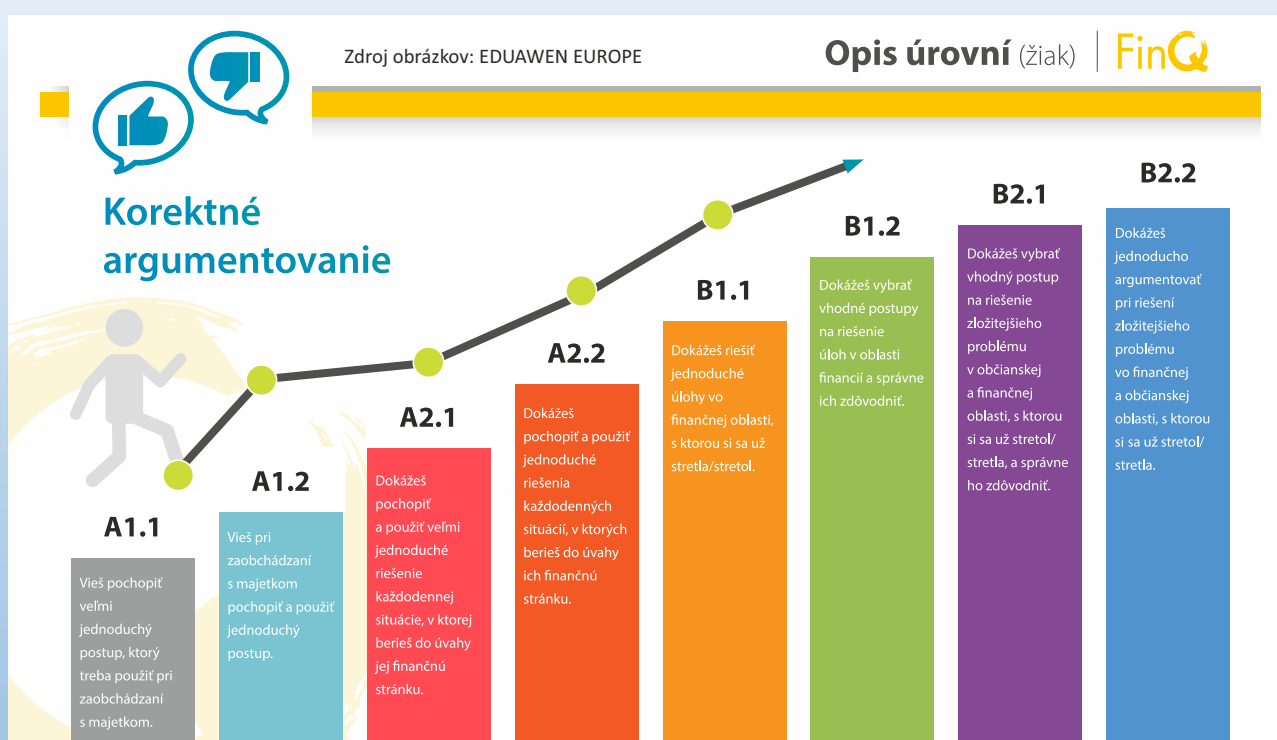 Zdroj obrázkov: EDUAWEN EUROPE
Opis úrovní (žiak)
FinQ
Korektné
argumentovanie
A1.1
Vieš pochopiť
veľmi
jednoduchý
postup, ktorý
treba použiť pri
zaobchádzaní
s majetkom.
A1.2
Vieš pri
zaobchádzaní
s majetkom
pochopiť a použiť
jednoduchý
postup.
A2.1
Dokážeš
pochopiť
a použiť veľmi
jednoduché
riešenie
každodennej
situácie, v ktorej
berieš do úvahy
jej finančnú
stránku.
A2.2
Dokážeš
pochopiť a použiť
jednoduché
riešenia
každodenných
situácií, v ktorých
berieš do úvahy
ich finančnú
stránku.
B1.1
Dokážeš riešiť
jednoduché
úlohy vo
finančnej oblasti,
s ktorou si sa už
stretla/stretol.
B1.2
Dokážeš vybrať
vhodné postupy
na riešenie
úloh v oblasti
financií a správne
ich zdôvodniť.
B2.1
Dokážeš vybrať
vhodný postup
na riešenie
zložitejšieho
problému
v občianskej
a finančnej
oblasti, s ktorou
si sa už stretol/
stretla, a správne
ho zdôvodniť.
B2.2
Dokážeš
jednoducho
argumentovať
pri riešení
zložitejšieho
problému
vo finančnej
a občianskej
oblasti, s ktorou
si sa už stretol/
stretla.